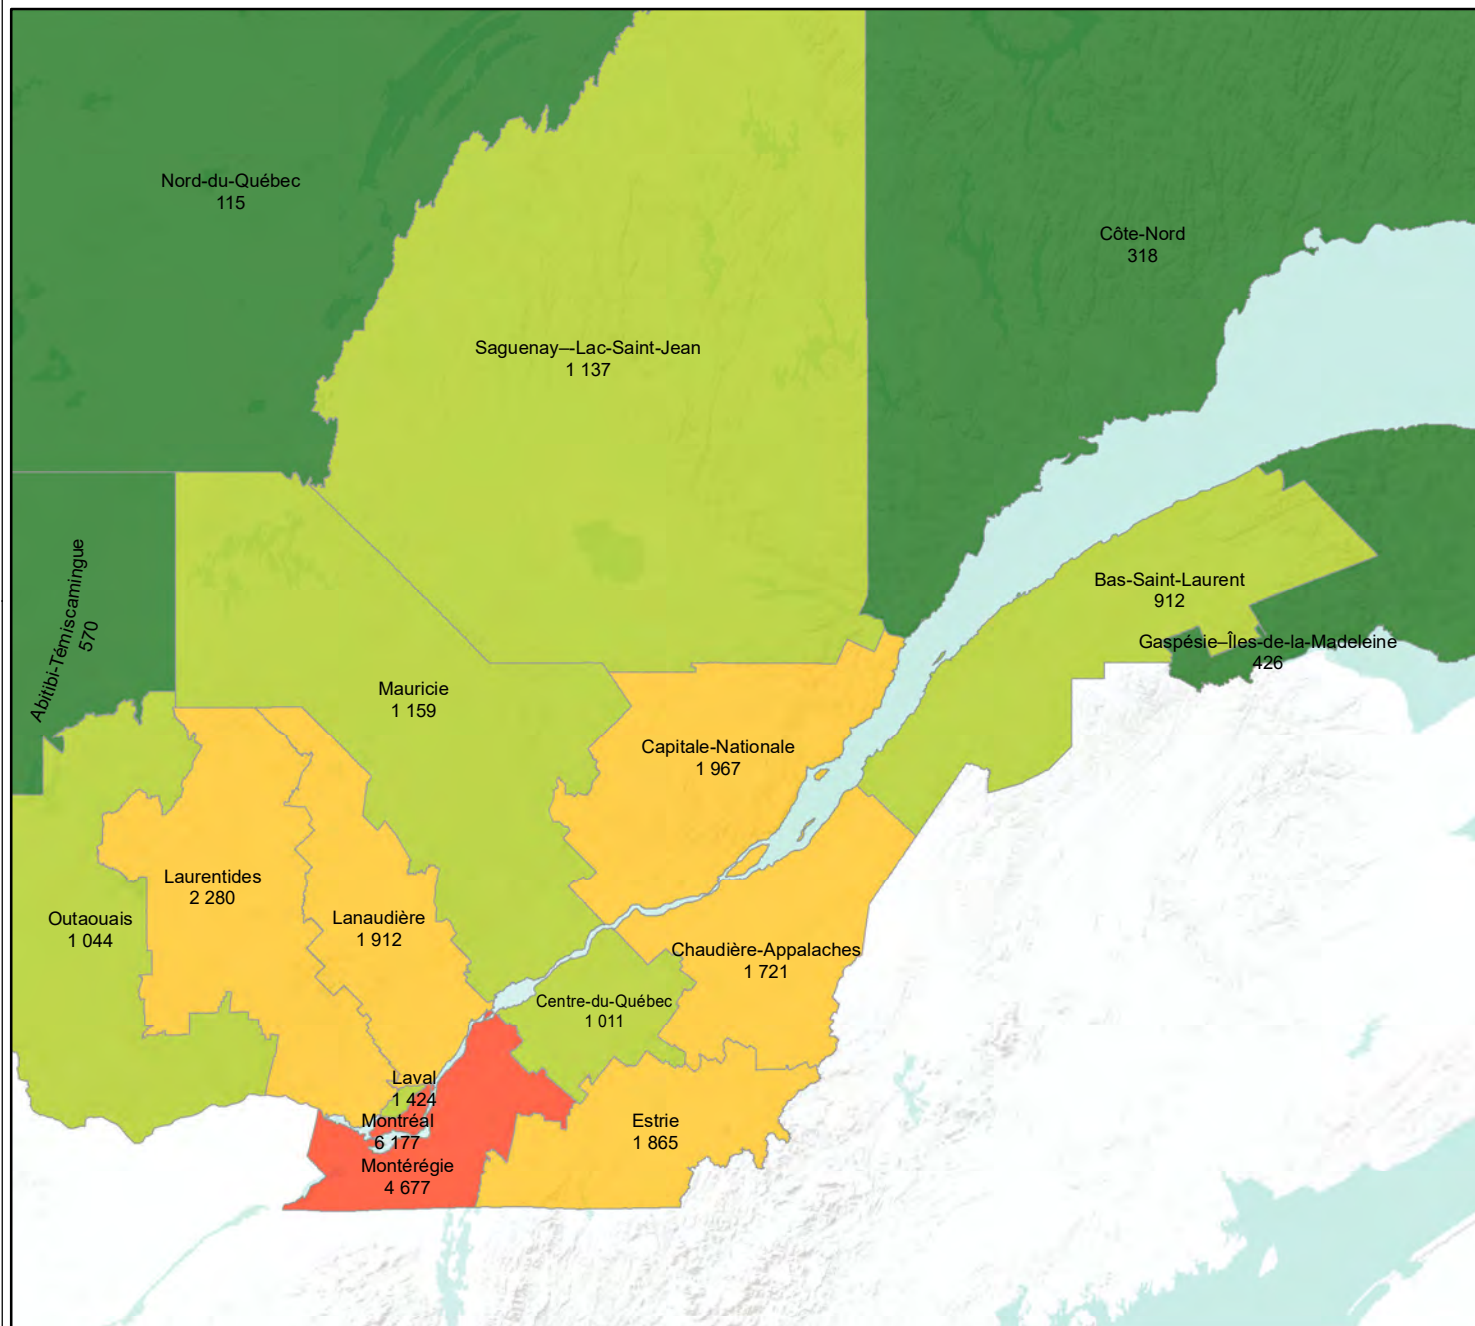 Nord-du-Québec
115
Côte-Nord
318
Saguenay—Lac-Saint-Jean
1 137
Abitibi-Témiscamingue
570
Bas-Saint-Laurent
912
Gaspésie–Îles-de-la-Madeleine
426
Mauricie
1 159
Capitale-Nationale
1 967
Laurentides
2 280
Outaouais
1 044
Lanaudière
1 912
Chaudière-Appalaches
1 721
Centre-du-Québec
1 011
Laval
1 424
Montréal
6 177
Estrie
1 865
Montérégie
4 677